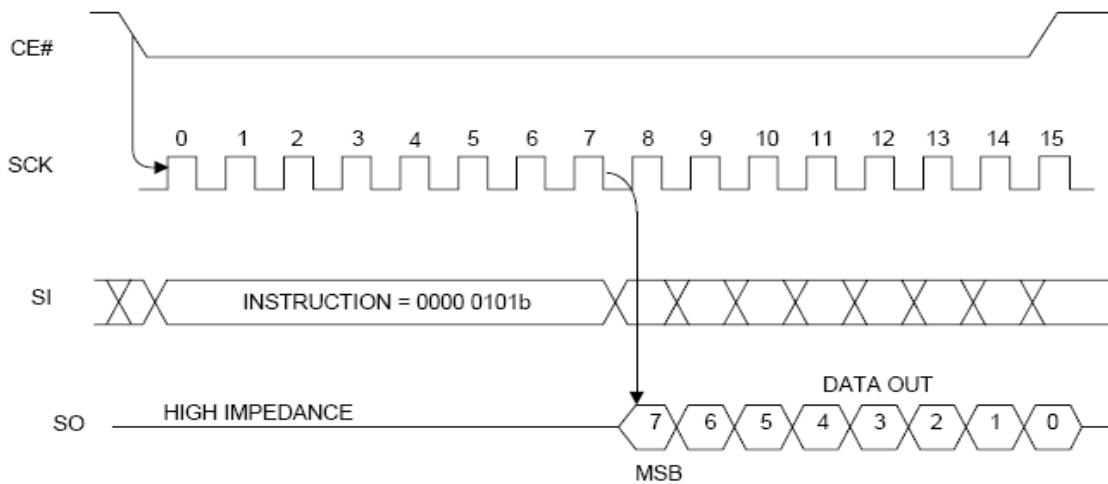 CE#
0 1 2 3 4 5 6 7 8 9 10 11 12 13 14 15
SCK
SI
INSTRUCTION = 0000 0101b
DATA OUT
HIGH IMPEDANCE
SO
7 6 5 4 3 2 1 0
MSB